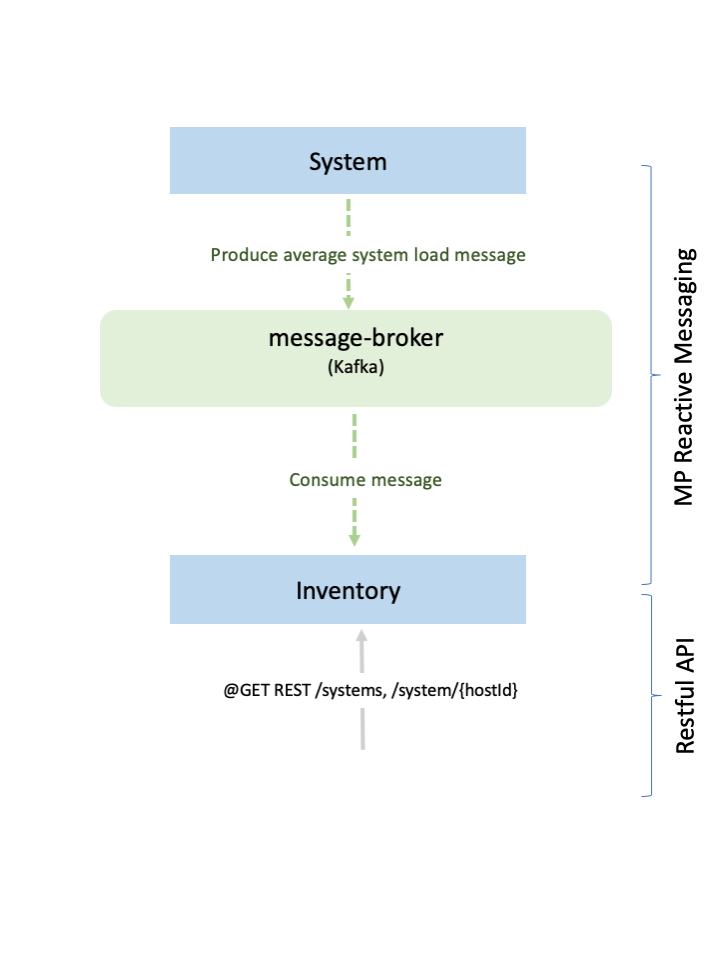 System
Produce average system load message
message-broker
(Kafka)
Consume message
Inventory
@GET REST /systems, /system/{hostId}
MP Reactive Messaging
Restful API